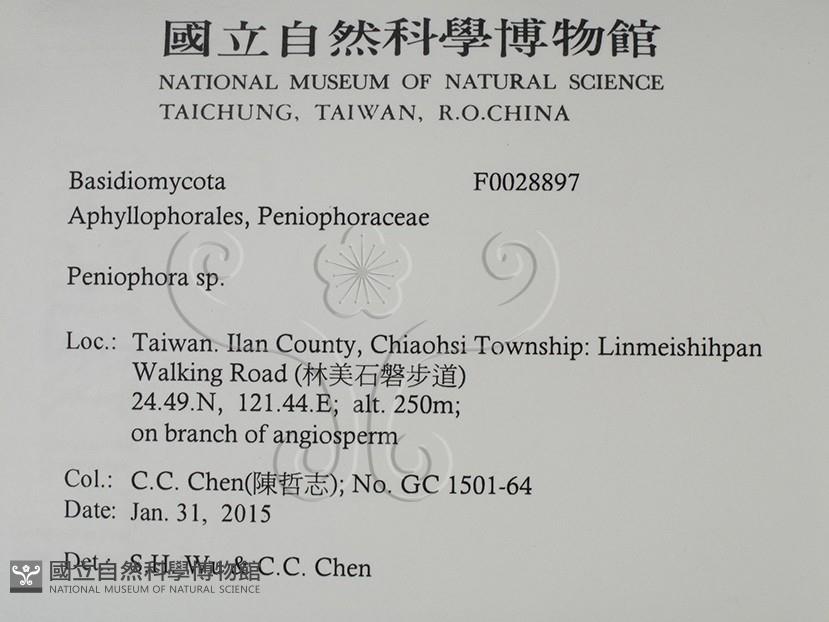 國立自然科學博物館
NATIONAL MUSEUM OF NATURAL SCIENCE
TAICHUNG, TAIWAN, R.O.CHINA
Basidiomycota F0028897
Aphyllophorales, Peniophoraceae
Peniophora sp.
Loc.: Taiwan. Ilan County, Chiaohsi Township: Linmeishihpan
Walking Road (林美石磐步道)
24.49.N, 121.44.E; alt. 250m;
on branch of angiosperm
Col.: C.C. Chen(陳哲志); No. GC 1501-64
Date: Jan. 31, 2015
Det.: S.H. Wu & C.C. Chen
國立自然科學博物館
NATIONAL MUSEUM OF NATURAL SCIENCE